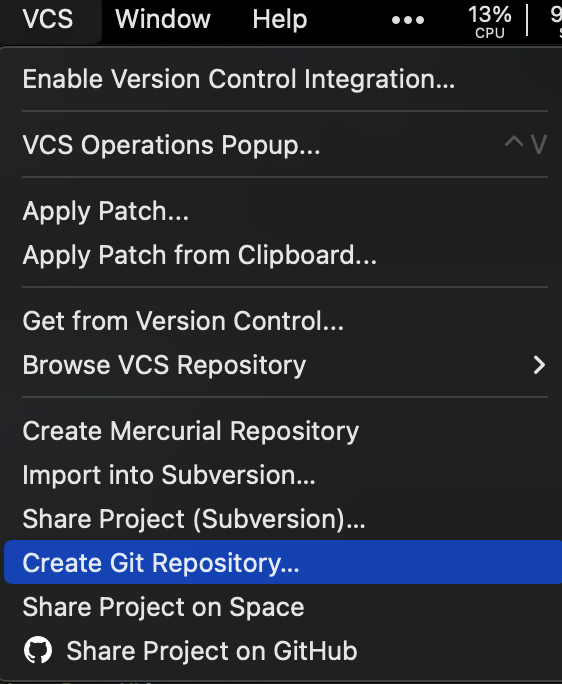 VCS Window Help ••• 13% 9
CPU
Enable Version Control Integration...
VCS Operations Popup... ^ V
Apply Patch...
Apply Patch from Clipboard...
Get from Version Control...
Browse VCS Repository
Create Mercurial Repository
Import into Subversion...
Share Project (Subversion)...
Create Git Repository...
Share Project on Space
Share Project on GitHub